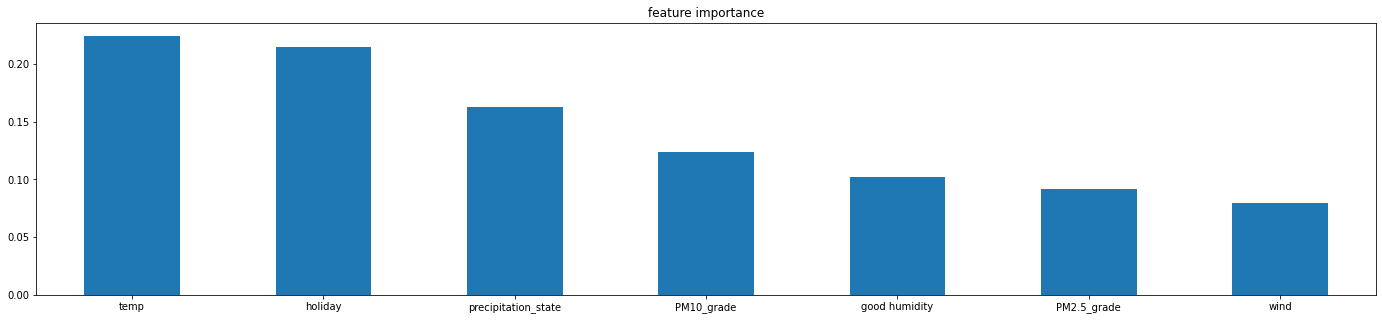 feature importance
0.20
0.15
0.10
0.05
0.00
temp holiday precipitation_state PM10_grade good humidity PM2.5_grade wind